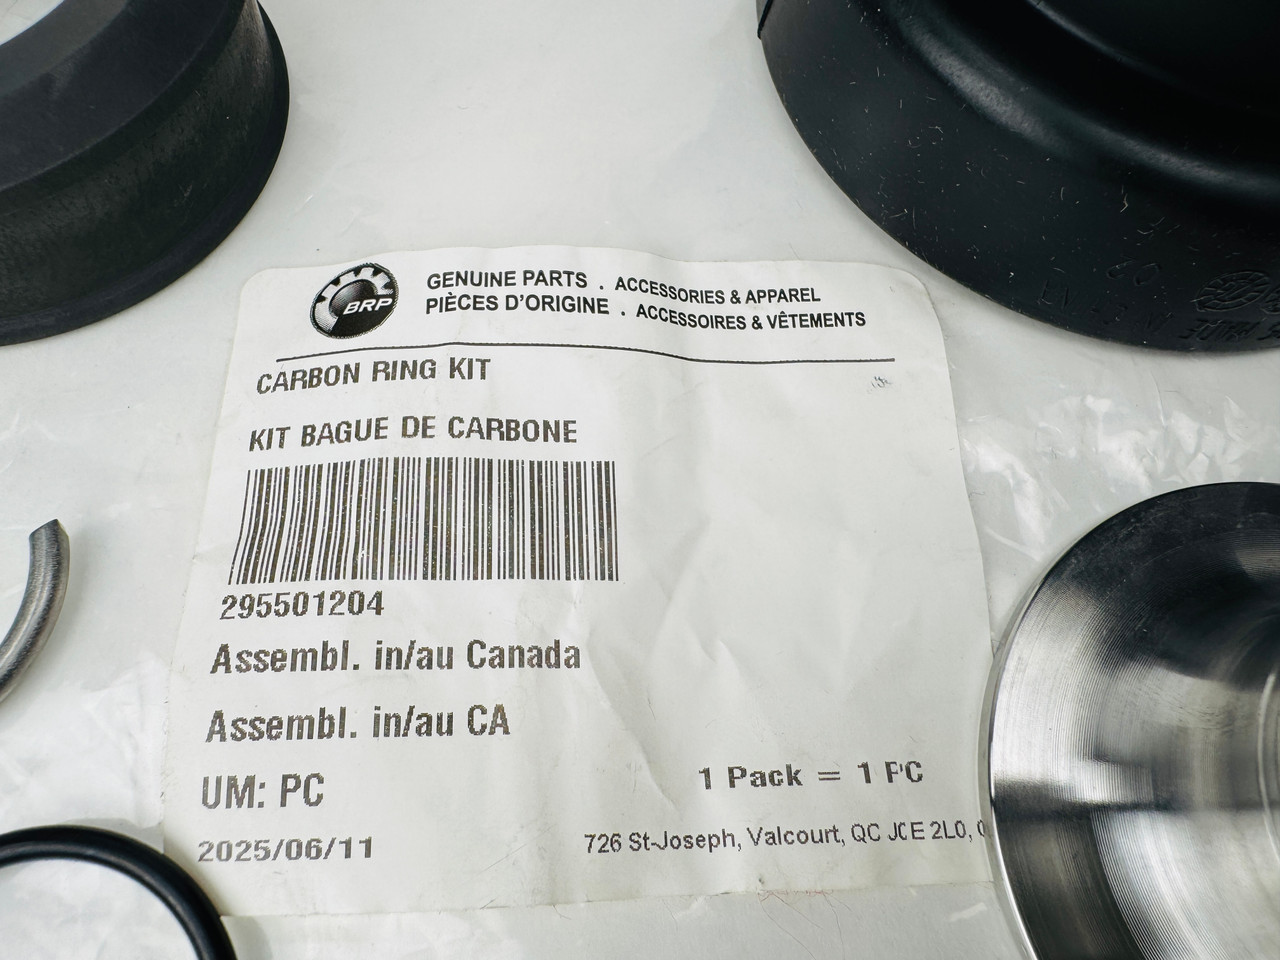 BRP
GENUINE PARTS . ACCESSORIES & APPAREL
PIÈCES D'ORIGINE . ACCESSOIRES & VÊTEMENTS
CARBON RING KIT
KIT BAGUE DE CARBONE
295501204
Assembl. in/au Canada
Assembl. in/au CA
UM: PC
1 Pack = 1 PC
2025/06/11
726 St-Joseph, Valcourt, QC J0E 2L0,